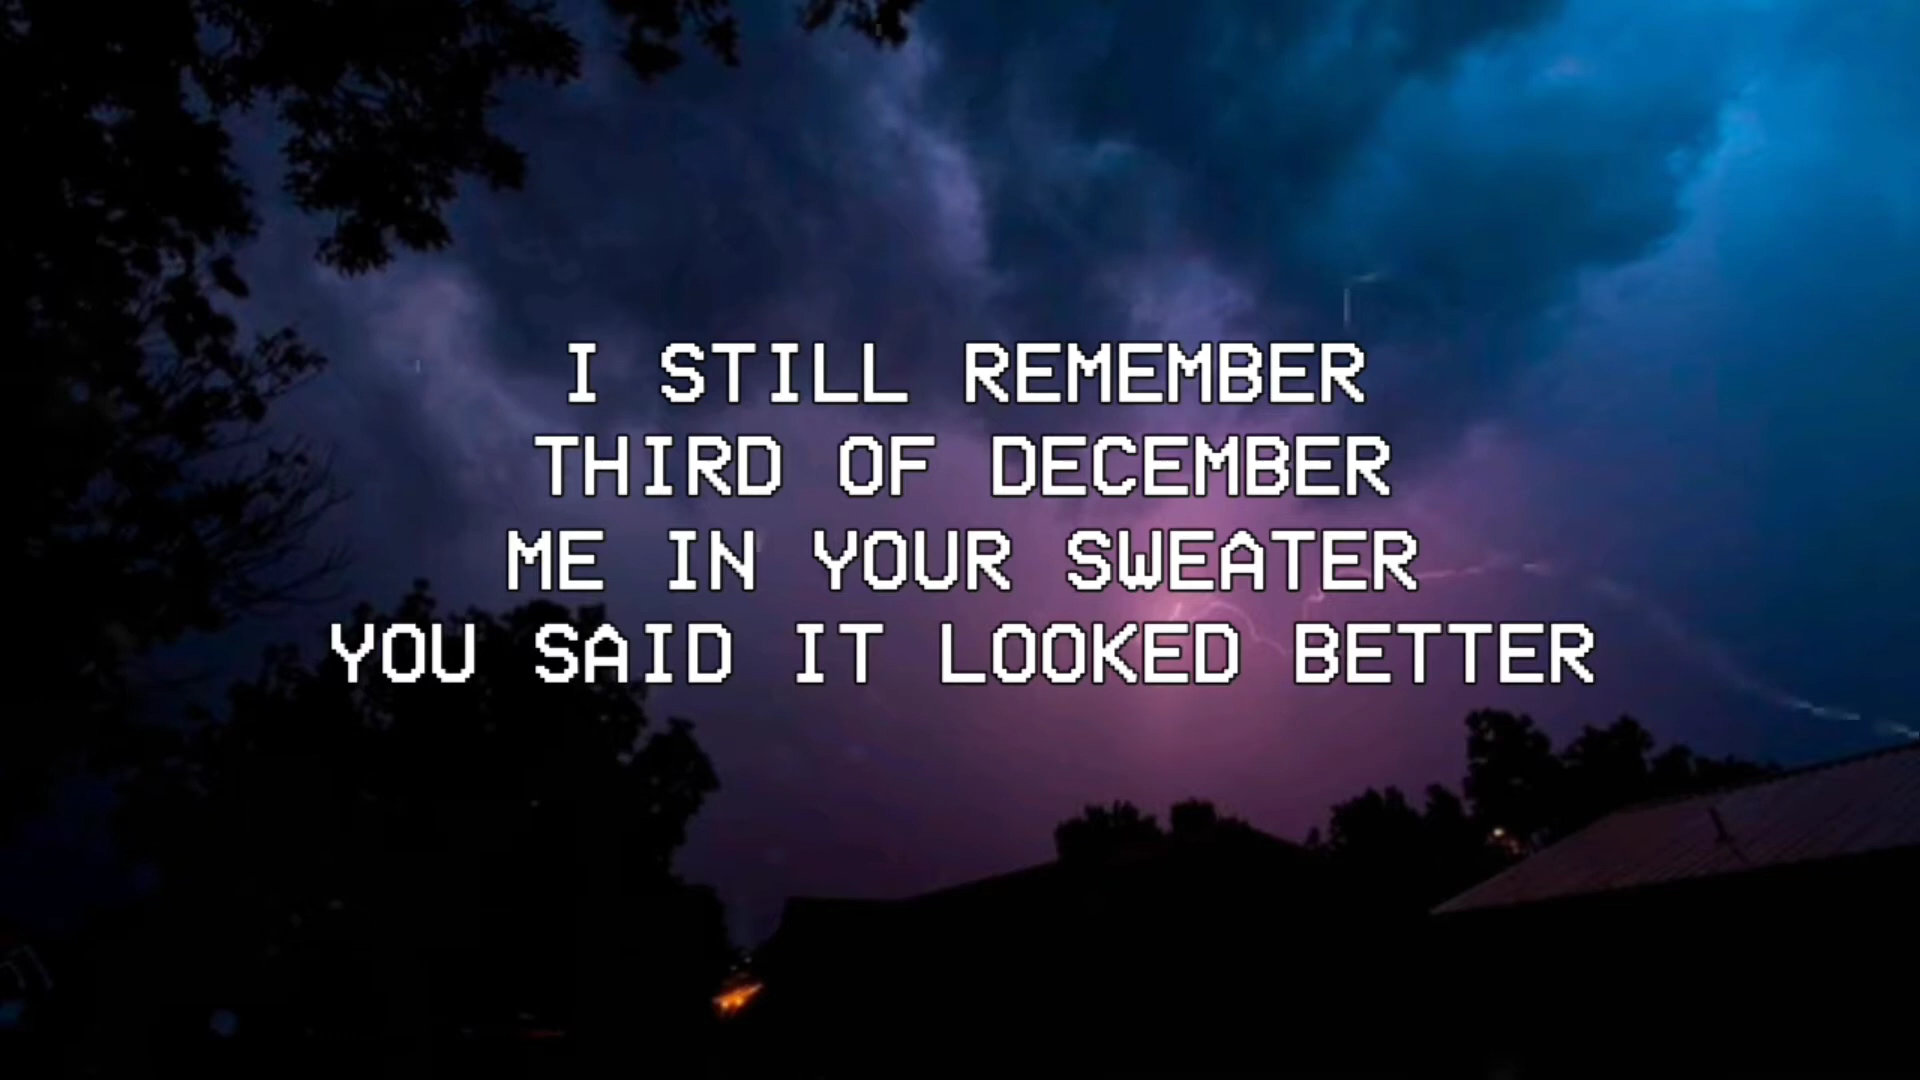 I STILL REMEMBER
THIRD OF DECEMBER
ME IN YOUR SWEATER
YOU SAID IT LOOKED BETTER